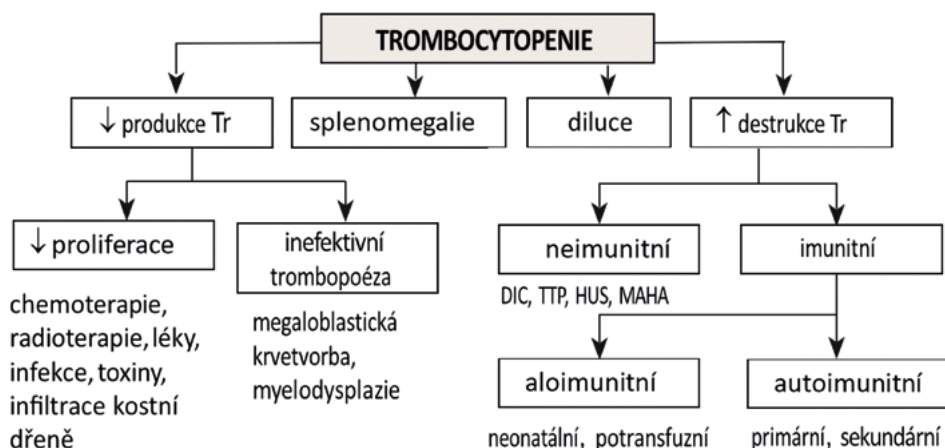 TROMBOCYTOPENIE
↓ produkce Tr
splenomegalie
diluce
↑ destrukce Tr
↓ proliferace
inefektivní
trombopoéza
neimunitní
imunitní
chemoterapie,
radioterapie, léky,
infekce, toxiny,
infiltrace kostní
dřeně
megaloblastická
krvetvorba,
myelodysplazie
DIC, TTP, HUS, MAHA
aloimunitní
autoimunitní
neonatální, potransfuzní
primární, sekundární